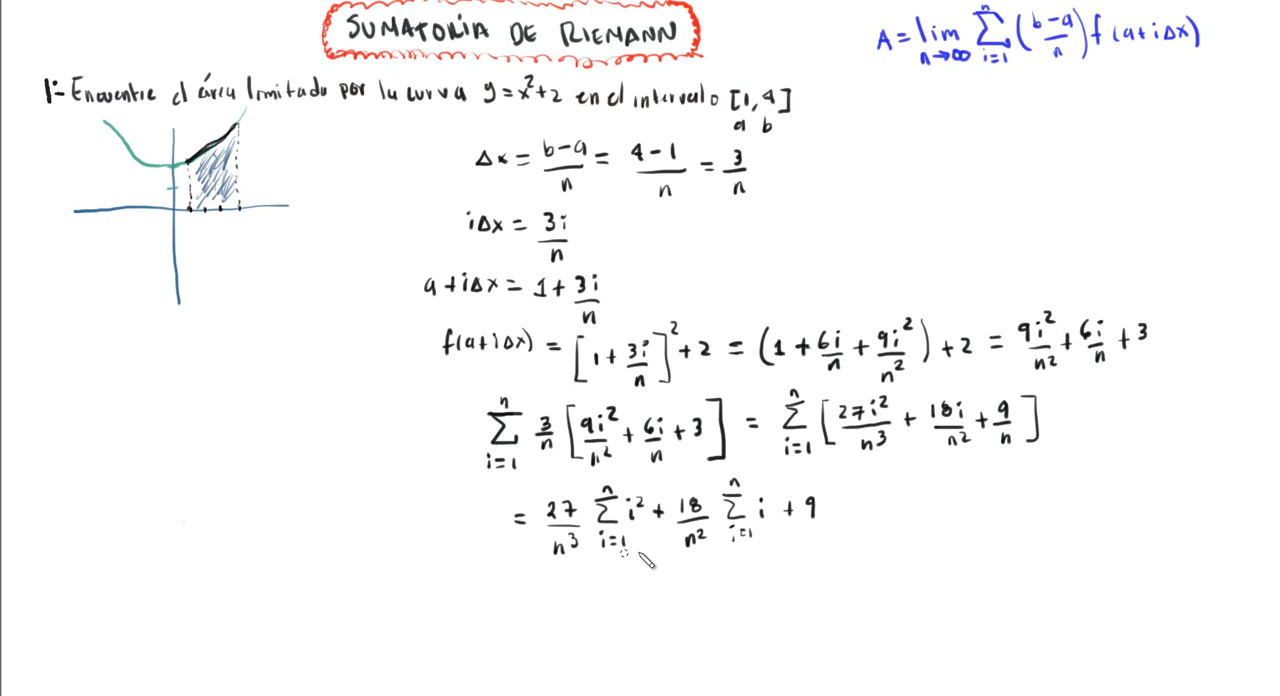 SUMATORIA DE RIEMANN
A = lim n→∞ Σ i=1 n (b-a/n) f(a+iΔx)
1:- Encuentre el área limitado por la curva y = x²+2 en el intervalo [1,4]
a b
Δx = b-a/n = 4-1/n = 3/n
iΔx = 3i/n
a+iΔx = 1+3i/n
f(a+iΔx) = [1+3i/n]² +2 = (1+6i/n+9i²/n²)+2 = 9i²/n²+6i/n+3
Σ i=1 n 3/n [9i²/n²+6i/n+3] = Σ i=1 n [27i²/n³+18i/n²+9/n]
= 27/n³ Σ i=1 n i² + 18/n² Σ i=1 n i + 9